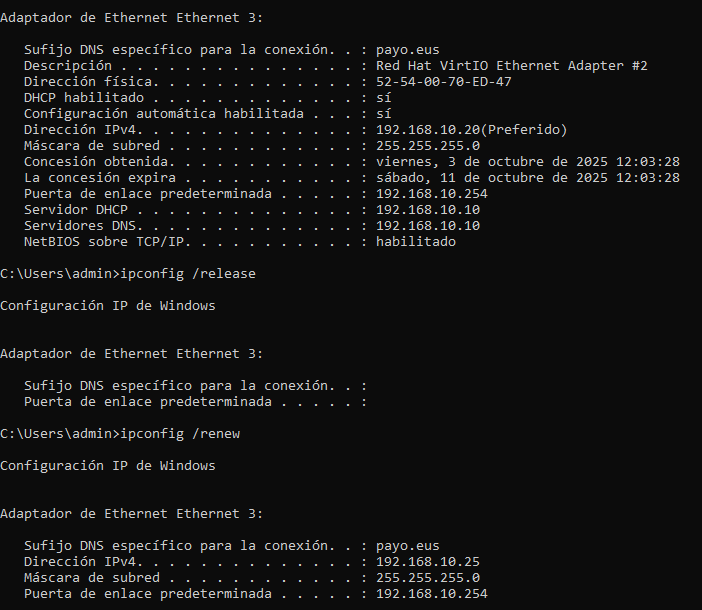 Adaptador de Ethernet Ethernet 3:
Sufijo DNS específico para la conexión. . : payo.eus
Descripción . . . . . . . . . . . . . . . : Red Hat VirtIO Ethernet Adapter #2
Dirección física. . . . . . . . . . . . . : 52-54-00-70-ED-47
DHCP habilitado . . . . . . . . . . . . . : sí
Configuración automática habilitada . . . : sí
Dirección IPv4. . . . . . . . . . . . . . : 192.168.10.20(Preferido)
Máscara de subred . . . . . . . . . . . . : 255.255.255.0
Concesión obtenida. . . . . . . . . . . . : viernes, 3 de octubre de 2025 12:03:28
La concesión expira . . . . . . . . . . . : sábado, 11 de octubre de 2025 12:03:28
Puerta de enlace predeterminada . . . . . : 192.168.10.254
Servidor DHCP . . . . . . . . . . . . . . : 192.168.10.10
Servidores DNS. . . . . . . . . . . . . . : 192.168.10.10
NetBIOS sobre TCP/IP. . . . . . . . . . . : habilitado
C:\Users\admin>ipconfig /release
Configuración IP de Windows
Adaptador de Ethernet Ethernet 3:
Sufijo DNS específico para la conexión. . :
Puerta de enlace predeterminada . . . . . :
C:\Users\admin>ipconfig /renew
Configuración IP de Windows
Adaptador de Ethernet Ethernet 3:
Sufijo DNS específico para la conexión. . : payo.eus
Dirección IPv4. . . . . . . . . . . . . . : 192.168.10.25
Máscara de subred . . . . . . . . . . . . : 255.255.255.0
Puerta de enlace predeterminada . . . . . : 192.168.10.254